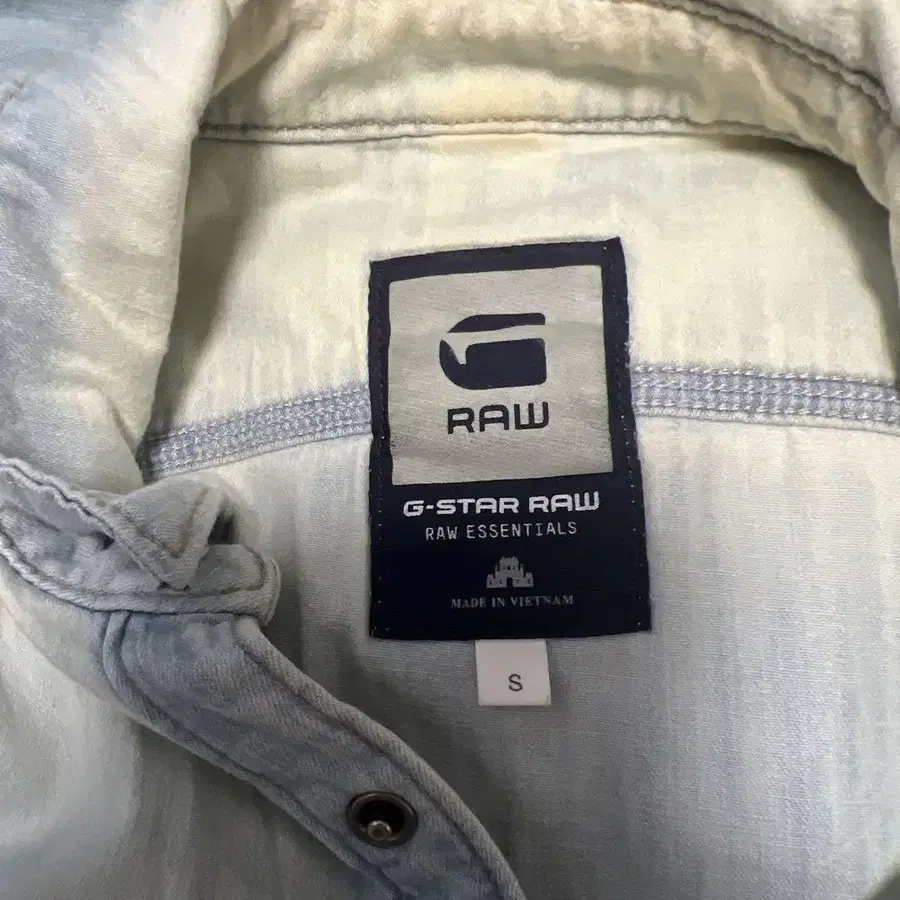 RAW
G-STAR RAW
RAW ESSENTIALS
MADE IN VIETNAM
S